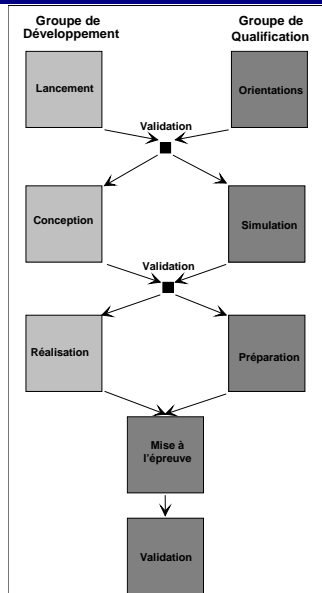 Groupe de
Développement
Groupe de
Qualification
Lancement
Orientations
Validation
Conception
Simulation
Validation
Réalisation
Préparation
Mise à
l'épreuve
Validation